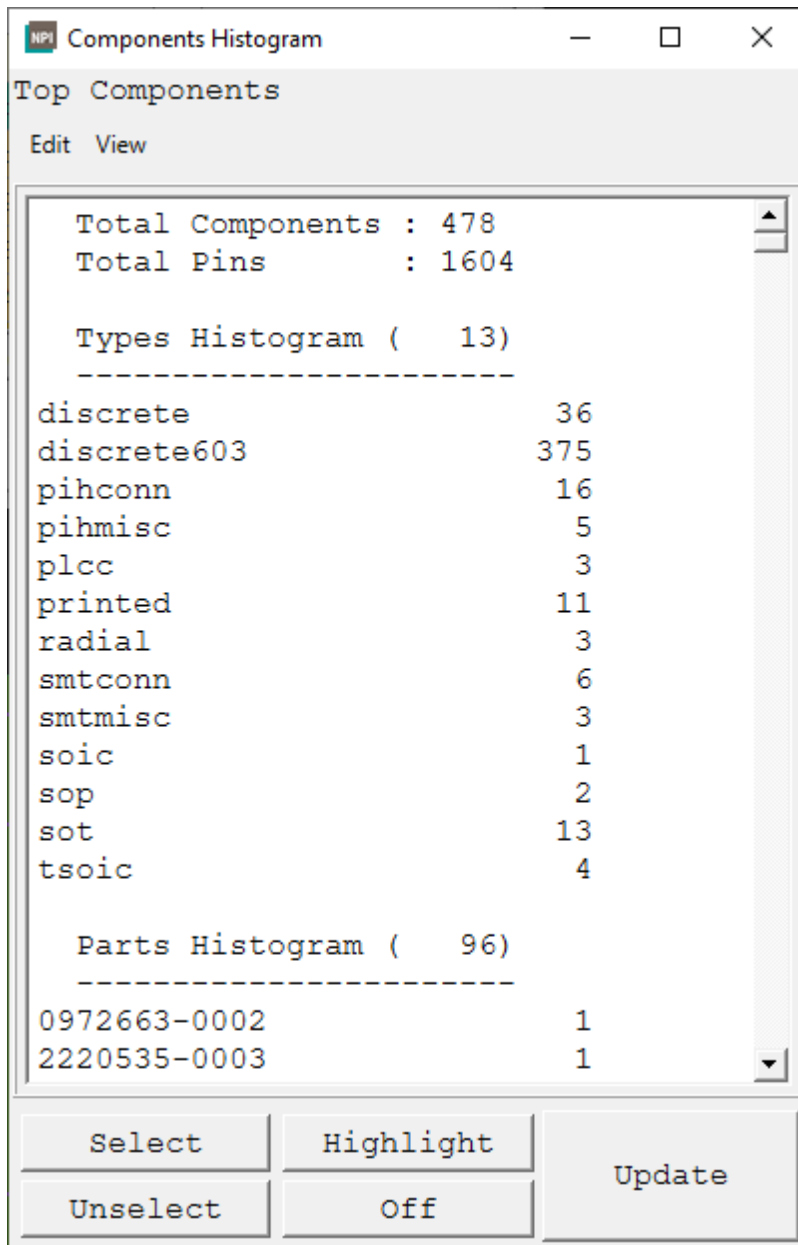 NPI Components Histogram
Top Components
Edit View
Total Components : 478
Total Pins : 1604
Types Histogram ( 13)
-----------------------
discrete 36
discrete603 375
pihconn 16
pihmisc 5
plcc 3
printed 11
radial 3
smtconn 6
smtmisc 3
soic 1
sop 2
sot 13
tsoic 4
Parts Histogram ( 96)
-----------------------
0972663-0002 1
2220535-0003 1
Select Highlight
Update
Unselect Off